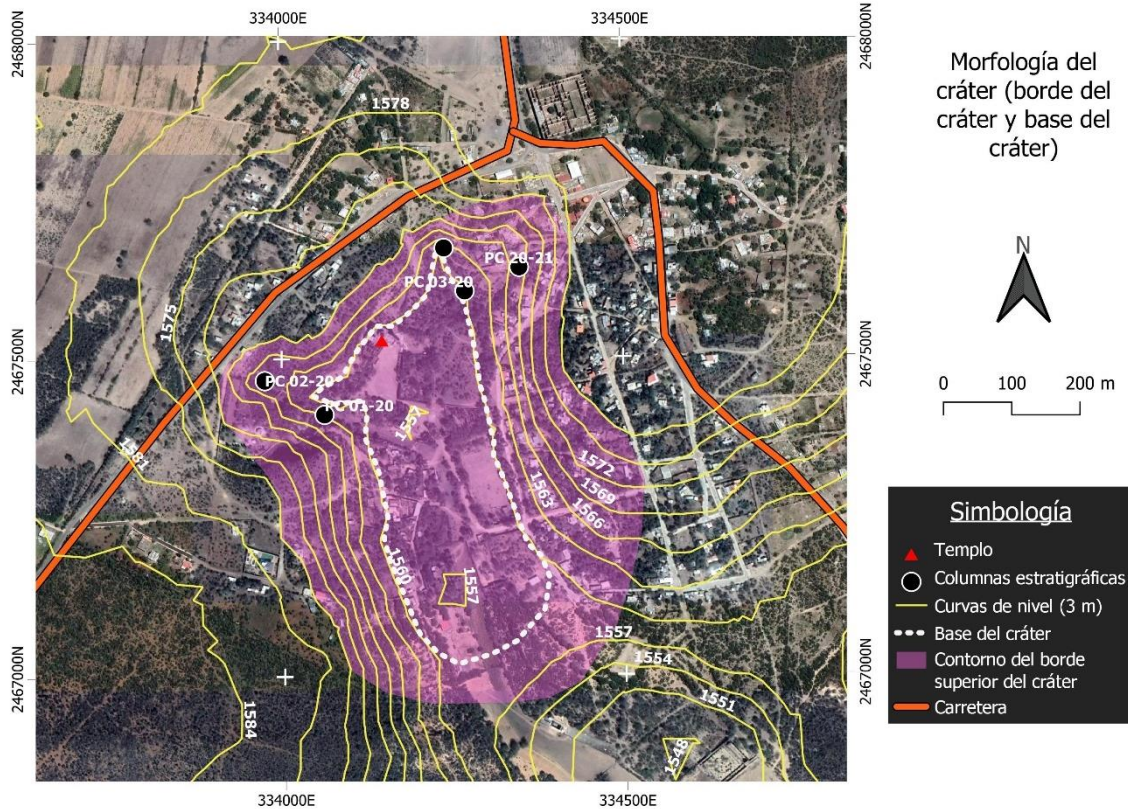 334000E
334500E
2468000N
2468000N
Morfología del
cráter (borde del
cráter y base del
cráter)
1578
N
PC 20-21
PC 03-20
1575
2467500N
2467500N
PC 02-20
0 100 200 m
PC 01-20
1557
1581
1572
1569
1563
1566
Simbología
Templo
Columnas estratigráficas
1560
1557
Curvas de nivel (3 m)
Base del cráter
1557
1554
Contorno del borde
superior del cráter
2467000N
2467000N
1551
Carretera
1584
1548
334000E
334500E